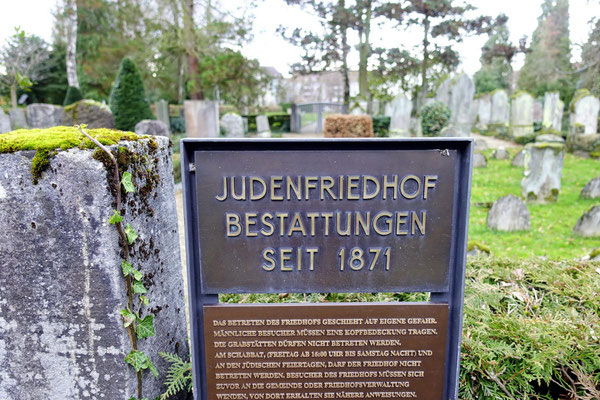 JUDENFRIEDHOF
BESTATTUNGEN
SEIT 1871
DAS BETRETEN DES FRIEDHOFS GESCHIEHT AUF EIGENE GEFAHR.
MÄNNLICHE BESUCHER MÜSSEN EINE KOPFBEDECKUNG TRAGEN.
DIE GRABSTÄTTEN DÜRFEN NICHT BETRETEN WERDEN.
AM SCHABBAT, (FREITAG AB 16:00 UHR BIS SAMSTAG NACHT) UND
AN DEN JÜDISCHEN FEIERTAGEN, DARF DER FRIEDHOF NICHT
BETRETEN WERDEN. BESUCHER DES FRIEDHOFS MÜSSEN SICH
ZUVOR AN DIE GEMEINDE ODER FRIEDHOFSVERWALTUNG
WENDEN, VON DORT ERHALTEN SIE NÄHERE ANWEISUNGEN.